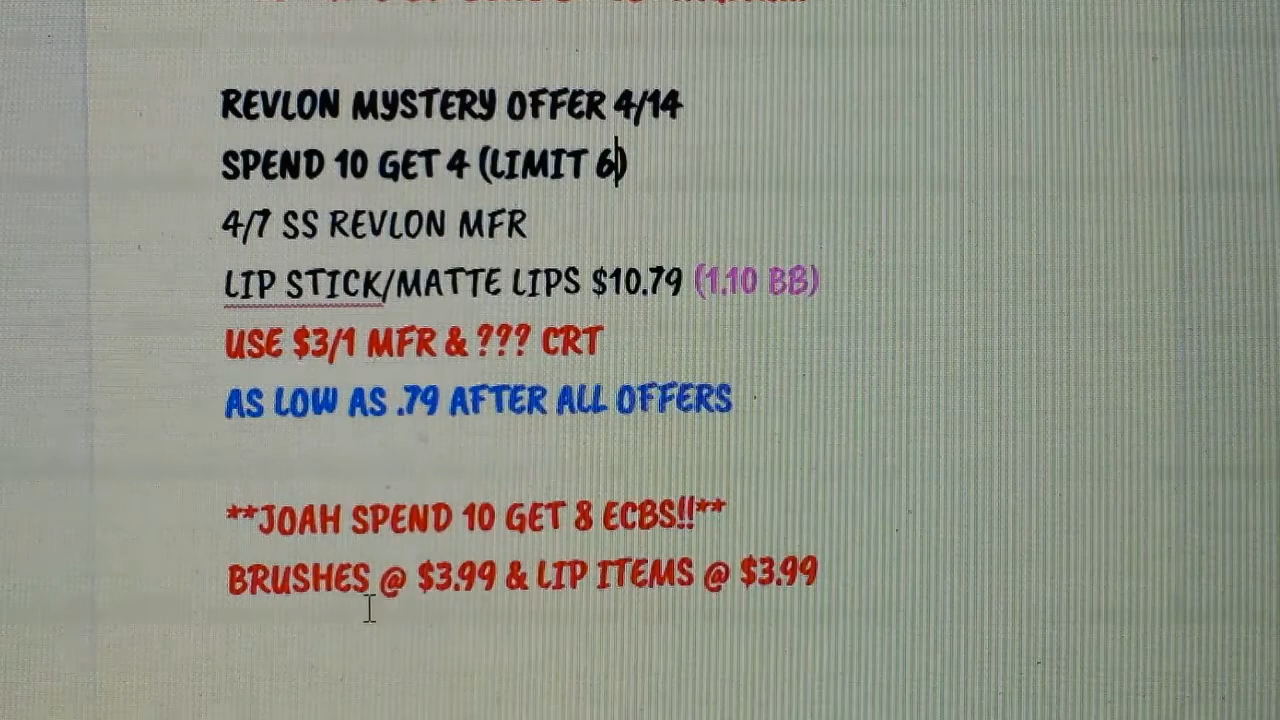 REVLON MYSTERY OFFER 4/14
SPEND 10 GET 4 (LIMIT 6)
4/7 SS REVLON MFR
LIP STICK/MATTE LIPS $10.79 (1.10 BB)
USE $3/1 MFR & ??? CRT
AS LOW AS .79 AFTER ALL OFFERS
**JOAH SPEND 10 GET 8 ECBS!!**
BRUSHES @ $3.99 & LIP ITEMS @ $3.99